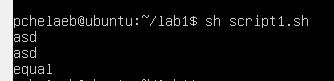 pchelaeb@ubuntu:~/lab1$ sh script1.sh
asd
asd
equal